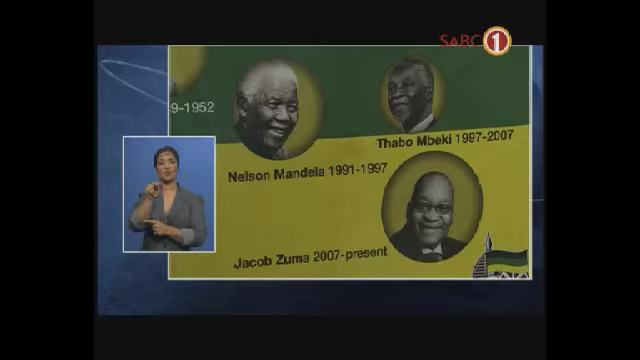 SABC 1
9-1952
Thabo Mbeki 1997-2007
Nelson Mandela 1991-1997
Jacob Zuma 2007-present